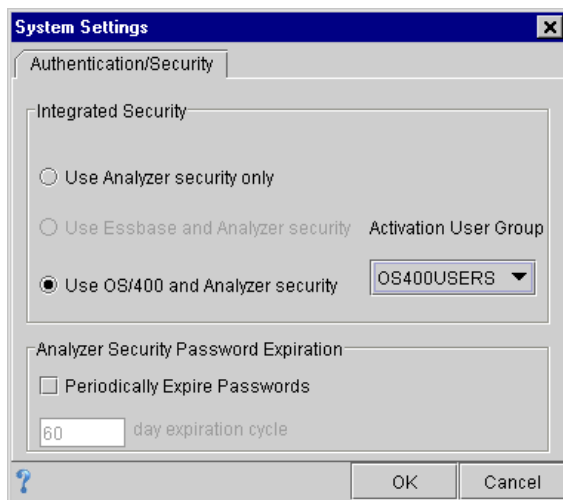 System Settings
Authentication/Security
Integrated Security
Use Analyzer security only
Use Essbase and Analyzer security
Activation User Group
Use OS/400 and Analyzer security
OS400USERS
Analyzer Security Password Expiration
Periodically Expire Passwords
60 day expiration cycle
?
OK Cancel